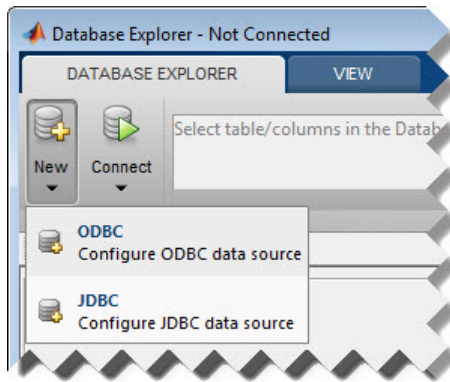 Database Explorer - Not Connected
DATABASE EXPLORER VIEW
Select table/columns in the Datab
New Connect
ODBC
Configure ODBC data source
JDBC
Configure JDBC data source